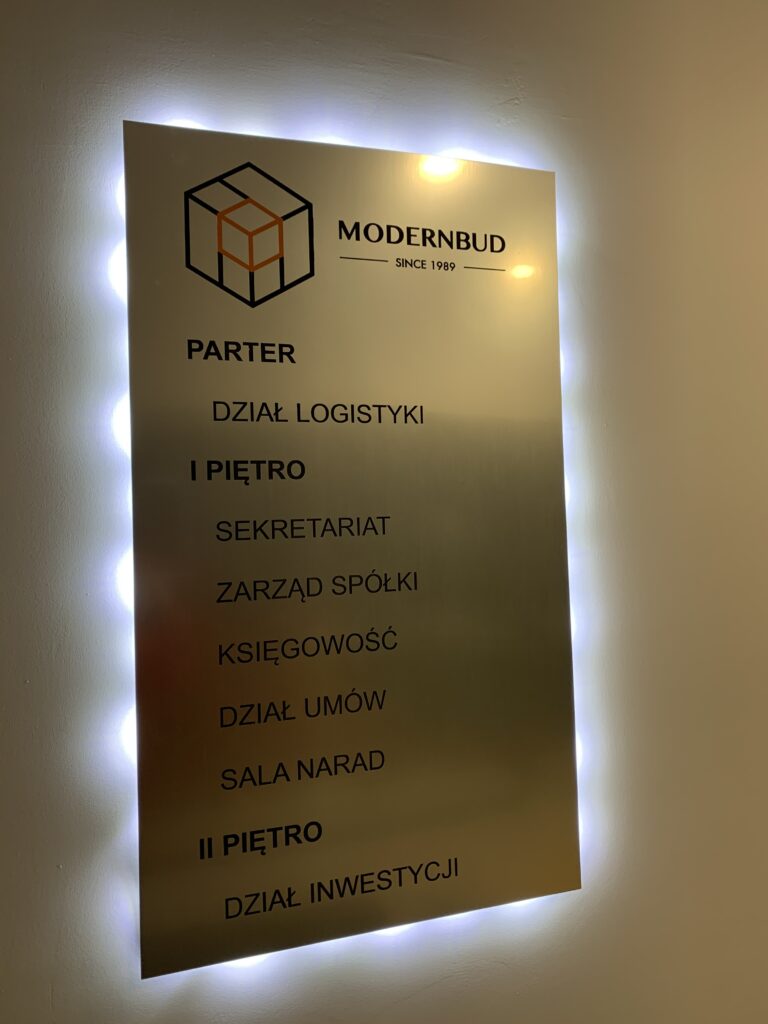 MODERNBUD
SINCE 1989
PARTER
DZIAŁ LOGISTYKI
I PIĘTRO
SEKRETARIAT
ZARZĄD SPÓŁKI
KSIĘGOWOŚĆ
DZIAŁ UMÓW
SALA NARAD
II PIĘTRO
DZIAŁ INWESTYCJI